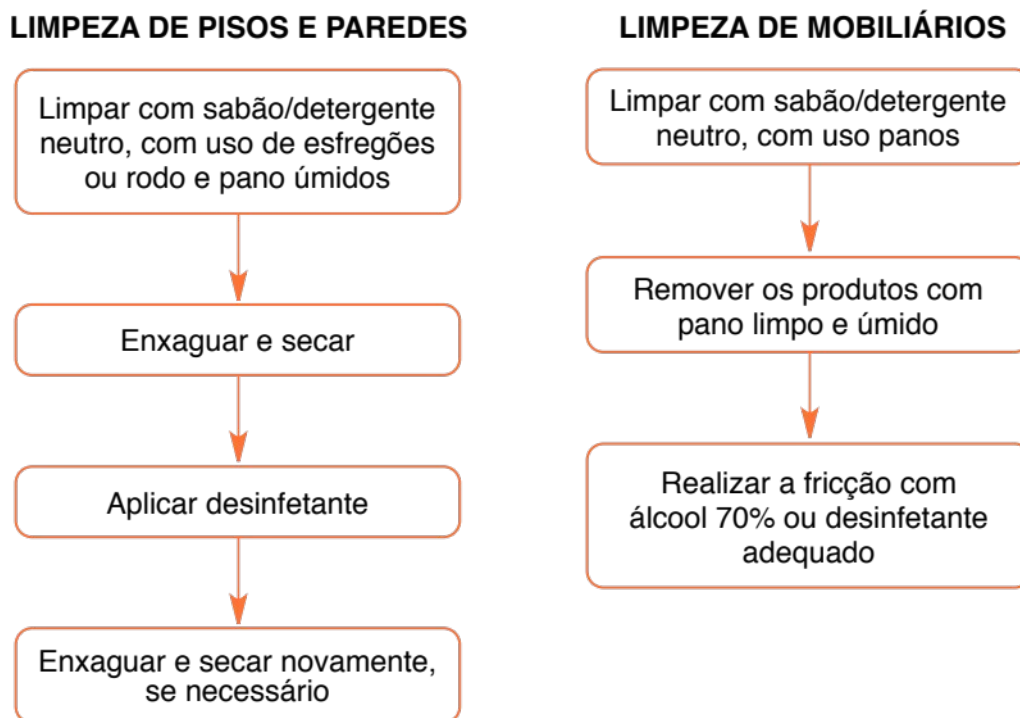 LIMPEZA DE PISOS E PAREDES
Limpar com sabão/detergente
neutro, com uso de esfregões
ou rodo e pano úmidos
Enxaguar e secar
Aplicar desinfetante
Enxaguar e secar novamente,
se necessário
LIMPEZA DE MOBILIÁRIOS
Limpar com sabão/detergente
neutro, com uso panos
Remover os produtos com
pano limpo e úmido
Realizar a fricção com
álcool 70% ou desinfetante
adequado